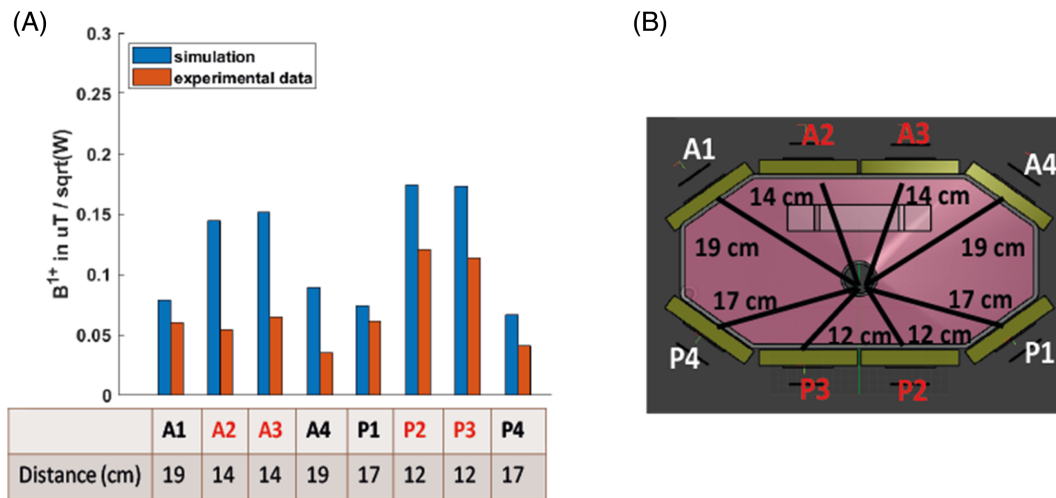 (A)
B1+ in uT / sqrt(W)
0.3
0.25
0.2
0.15
0.1
0.05
0
simulation
experimental data
A1 A2 A3 A4 P1 P2 P3 P4
Distance (cm) 19 14 14 19 17 12 12 17
(B)
A1 A2 A3 A4
14 cm 14 cm
19 cm 19 cm
17 cm 17 cm
12 cm 12 cm
P4 P3 P2 P1